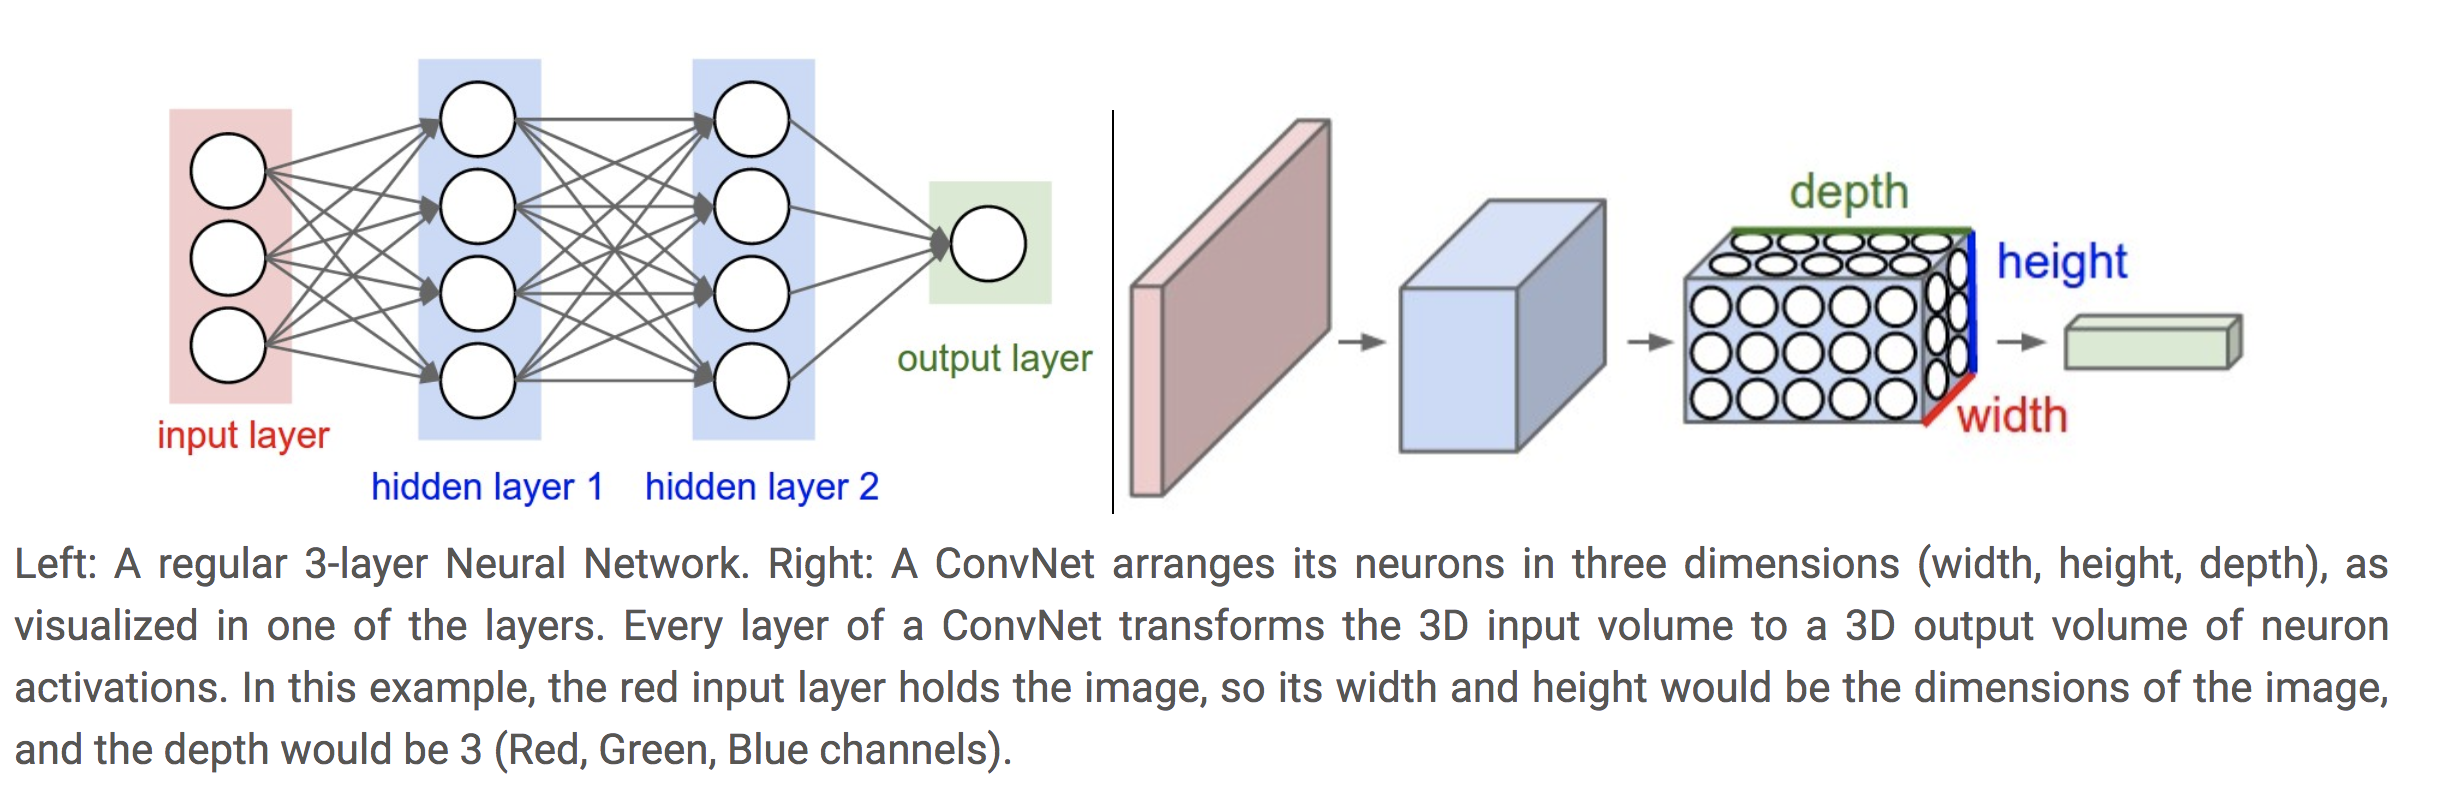 input layer
hidden layer 1
hidden layer 2
output layer
depth
height
width
Left: A regular 3-layer Neural Network. Right: A ConvNet arranges its neurons in three dimensions (width, height, depth), as
visualized in one of the layers. Every layer of a ConvNet transforms the 3D input volume to a 3D output volume of neuron
activations. In this example, the red input layer holds the image, so its width and height would be the dimensions of the image,
and the depth would be 3 (Red, Green, Blue channels).